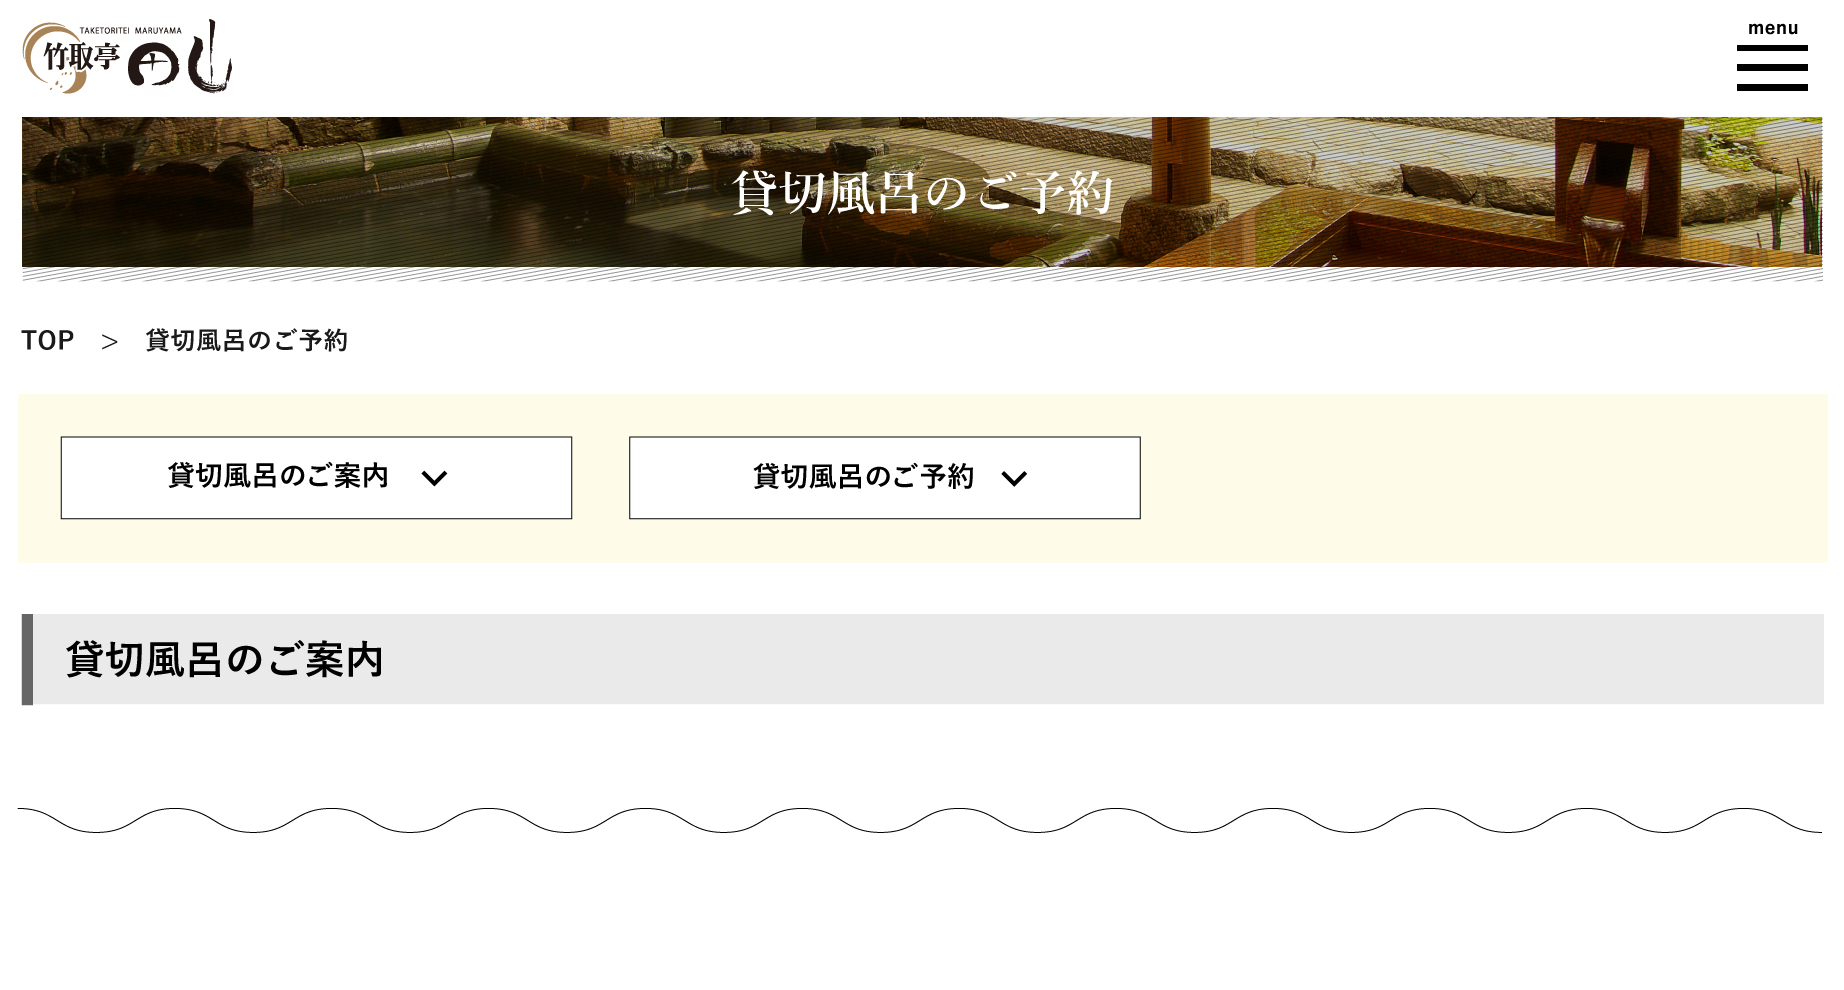 TAKETORITEI MARUYAMA
竹取亭
円山
menu
貸切風呂のご予約
TOP > 貸切風呂のご予約
貸切風呂のご案内
貸切風呂のご予約
貸切風呂のご案内